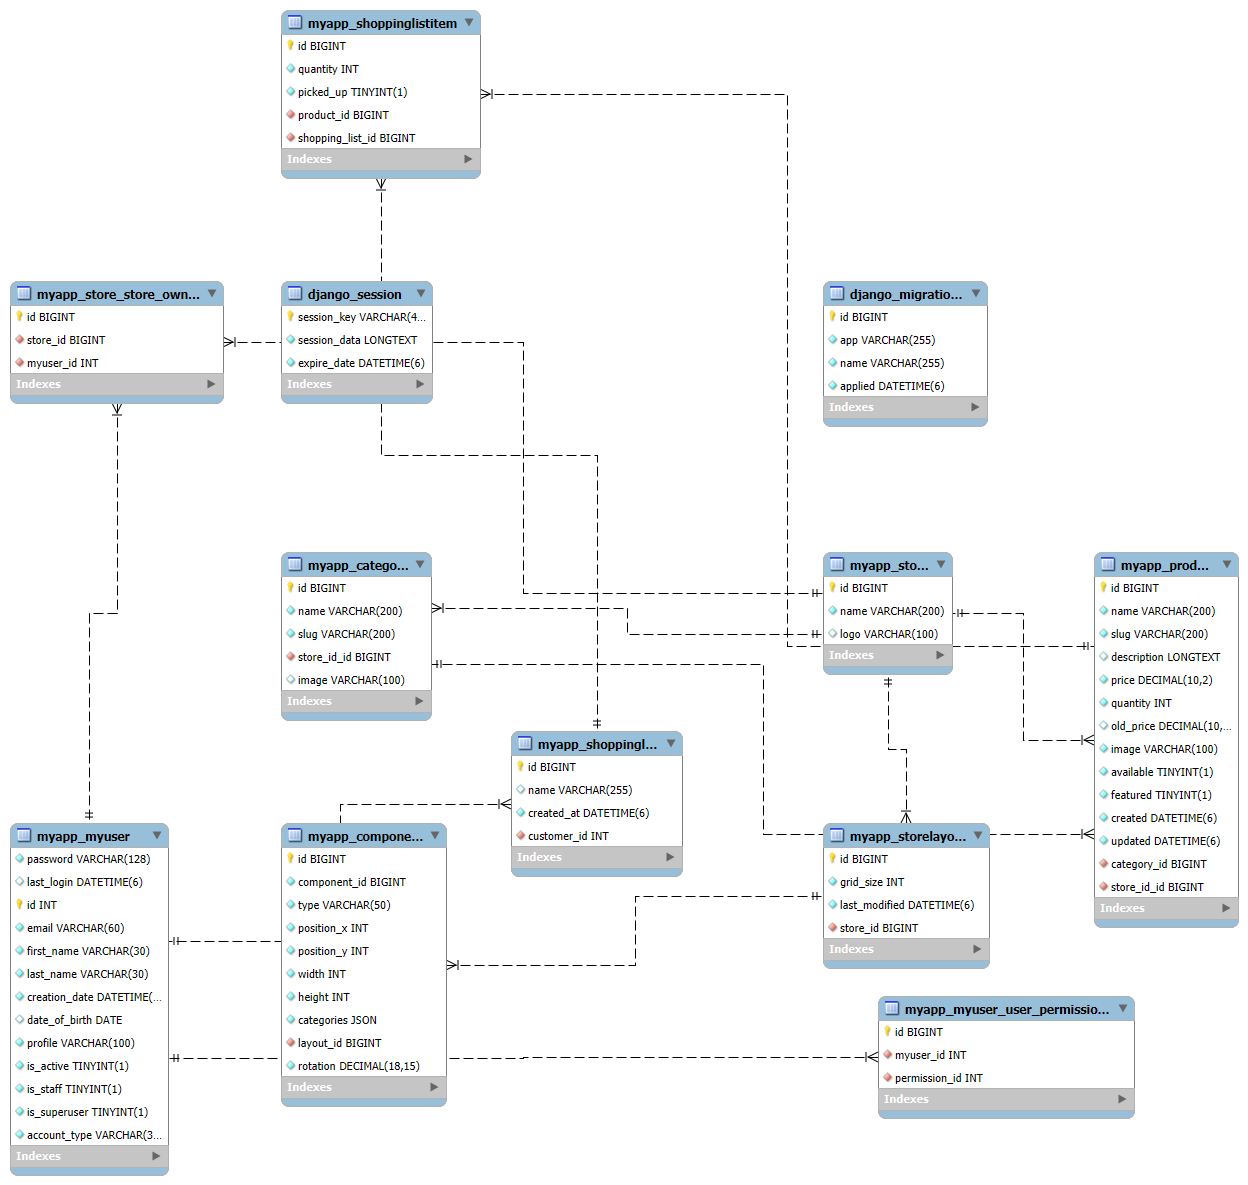 myapp_shoppinglistitem
id BIGINT
quantity INT
picked_up TINYINT(1)
product_id BIGINT
shopping_list_id BIGINT
Indexes
myapp_store_store_own...
id BIGINT
store_id BIGINT
myuser_id INT
Indexes
django_session
session_key VARCHAR(4...
session_data LONGTEXT
expire_date DATETIME(6)
Indexes
django_migratio...
id BIGINT
app VARCHAR(255)
name VARCHAR(255)
applied DATETIME(6)
Indexes
myapp_catego...
id BIGINT
name VARCHAR(200)
slug VARCHAR(200)
store_id_id BIGINT
image VARCHAR(100)
Indexes
myapp_sto...
id BIGINT
name VARCHAR(200)
logo VARCHAR(100)
Indexes
myapp_prod...
id BIGINT
name VARCHAR(200)
slug VARCHAR(200)
description LONGTEXT
price DECIMAL(10,2)
quantity INT
old_price DECIMAL(10,...
image VARCHAR(100)
available TINYINT(1)
featured TINYINT(1)
created DATETIME(6)
updated DATETIME(6)
category_id BIGINT
store_id_id BIGINT
Indexes
myapp_shoppingl...
id BIGINT
name VARCHAR(255)
created_at DATETIME(6)
customer_id INT
Indexes
myapp_myuser
password VARCHAR(128)
last_login DATETIME(6)
id INT
email VARCHAR(60)
first_name VARCHAR(30)
last_name VARCHAR(30)
creation_date DATETIME(...
date_of_birth DATE
profile VARCHAR(100)
is_active TINYINT(1)
is_staff TINYINT(1)
is_superuser TINYINT(1)
account_type VARCHAR(3...
Indexes
myapp_compone...
id BIGINT
component_id BIGINT
type VARCHAR(50)
position_x INT
position_y INT
width INT
height INT
categories JSON
layout_id BIGINT
rotation DECIMAL(18,15)
Indexes
myapp_storelayo...
id BIGINT
grid_size INT
last_modified DATETIME(6)
store_id BIGINT
Indexes
myapp_myuser_user_permissio...
id BIGINT
myuser_id INT
permission_id INT
Indexes